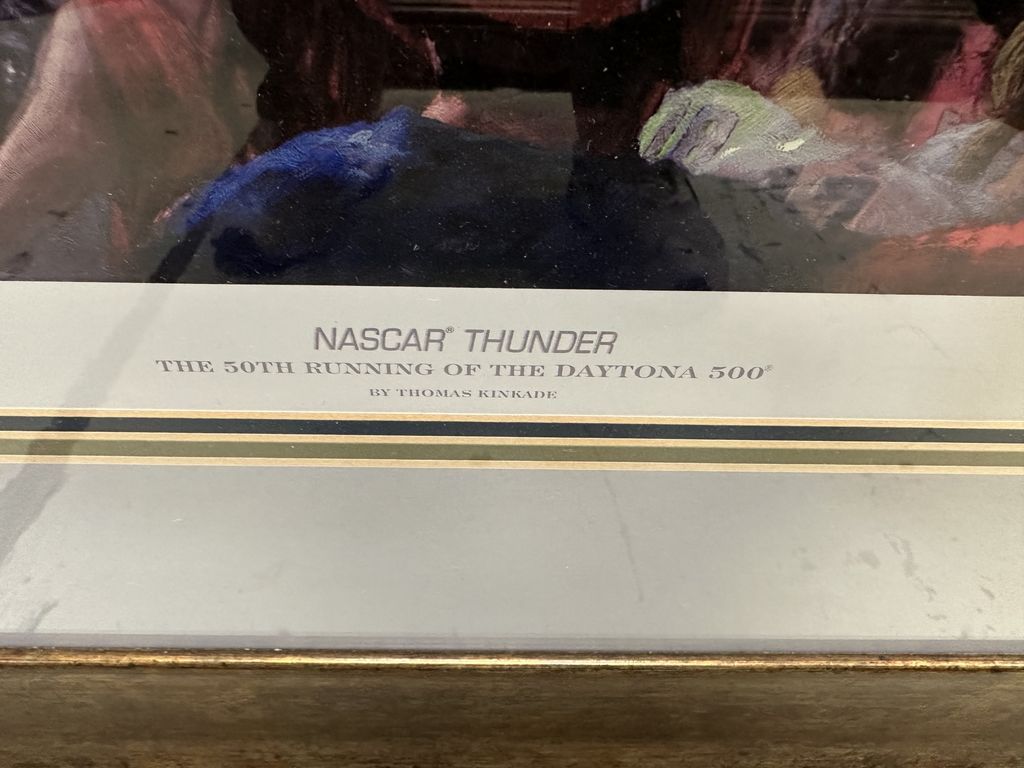 NASCAR® THUNDER
THE 50TH RUNNING OF THE DAYTONA 500®
BY THOMAS KINKADE